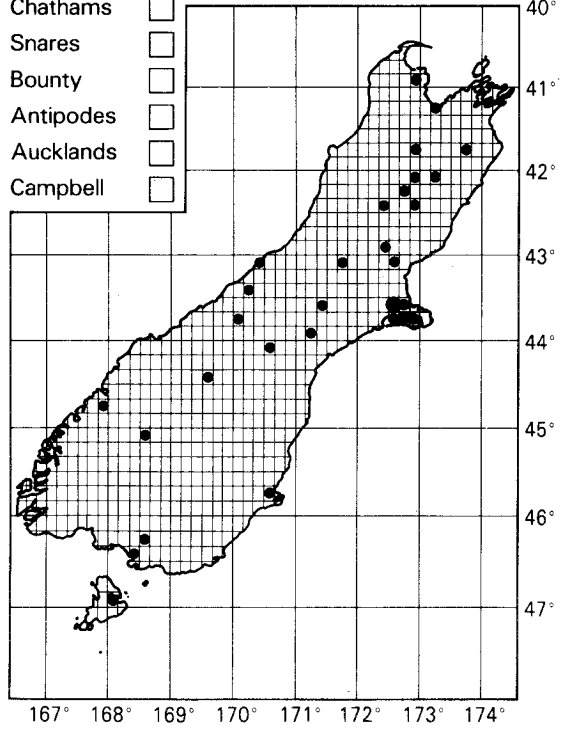 Chathams
Snares
Bounty
Antipodes
Aucklands
Campbell
40°
41°
42°
43°
44°
45°
46°
47°
167° 168° 169° 170° 171° 172° 173° 174°